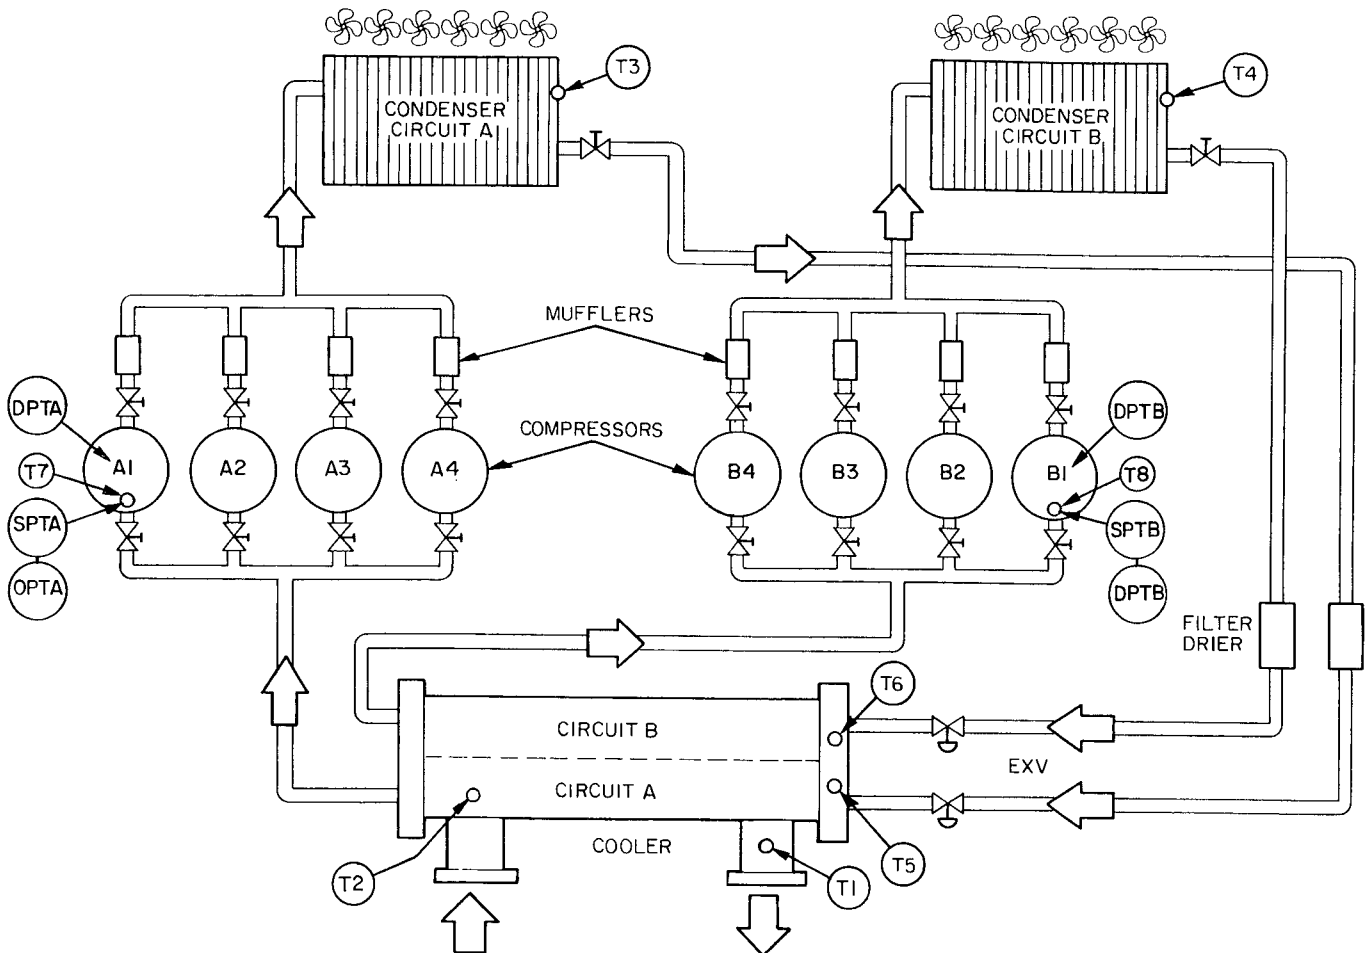 T3
T4
CONDENSER
CIRCUIT A
CONDENSER
CIRCUIT B
MUFFLERS
DPTA
DPTB
COMPRESSORS
A1
A2
A3
A4
B4
B3
B2
B1
T7
T8
SPTA
SPTB
OPTA
DPTB
FILTER
DRIER
T6
CIRCUIT B
EXV
CIRCUIT A
COOLER
T5
T2
T1